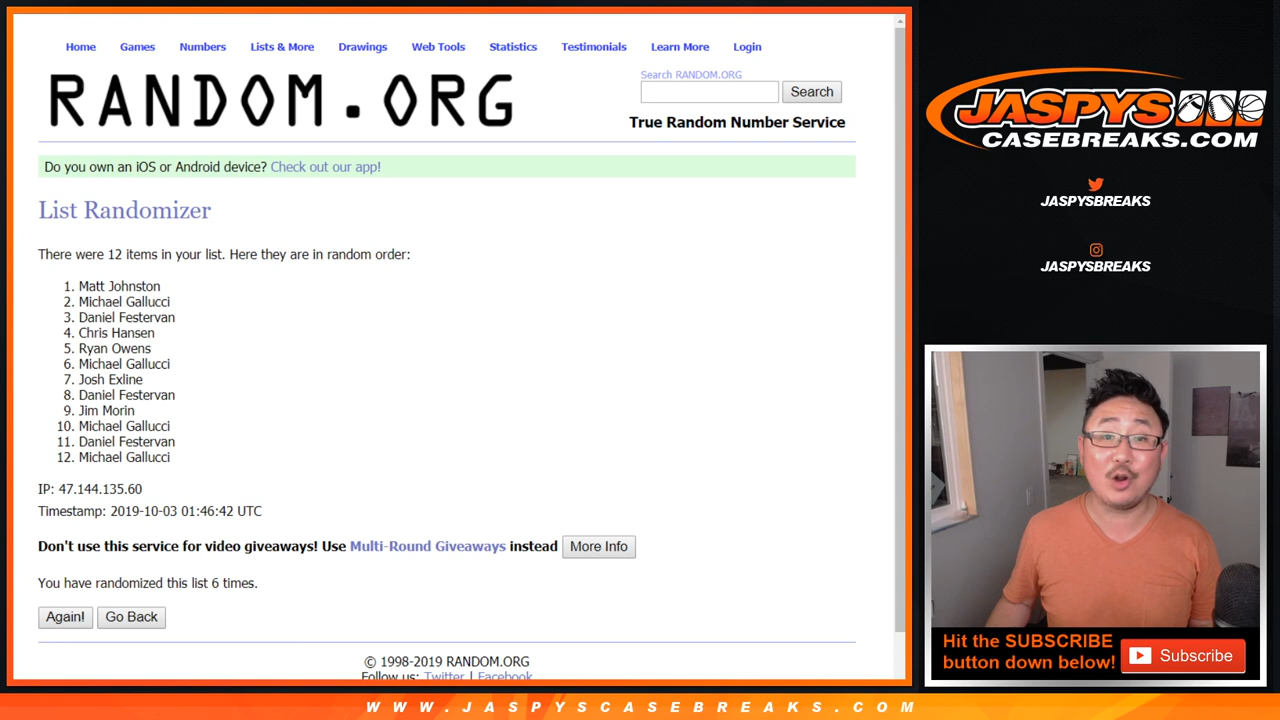 Home Games Numbers Lists & More Drawings Web Tools Statistics Testimonials Learn More Login
RANDOM.ORG
Search RANDOM.ORG
Search
True Random Number Service
Do you own an iOS or Android device? Check out our app!
List Randomizer
There were 12 items in your list. Here they are in random order:
1. Matt Johnston
2. Michael Gallucci
3. Daniel Festervan
4. Chris Hansen
5. Ryan Owens
6. Michael Gallucci
7. Josh Exline
8. Daniel Festervan
9. Jim Morin
10. Michael Gallucci
11. Daniel Festervan
12. Michael Gallucci
IP: 47.144.135.60
Timestamp: 2019-10-03 01:46:42 UTC
Don't use this service for video giveaways! Use Multi-Round Giveaways instead More Info
You have randomized this list 6 times.
Again! Go Back
© 1998-2019 RANDOM.ORG
Follow us: Twitter | Facebook
JASPYS
CASEBREAKS.COM
JASPYSBREAKS
JASPYSBREAKS
Hit the SUBSCRIBE
button down below!
Subscribe
WWW.JASPYSCASEBREAKS.COM